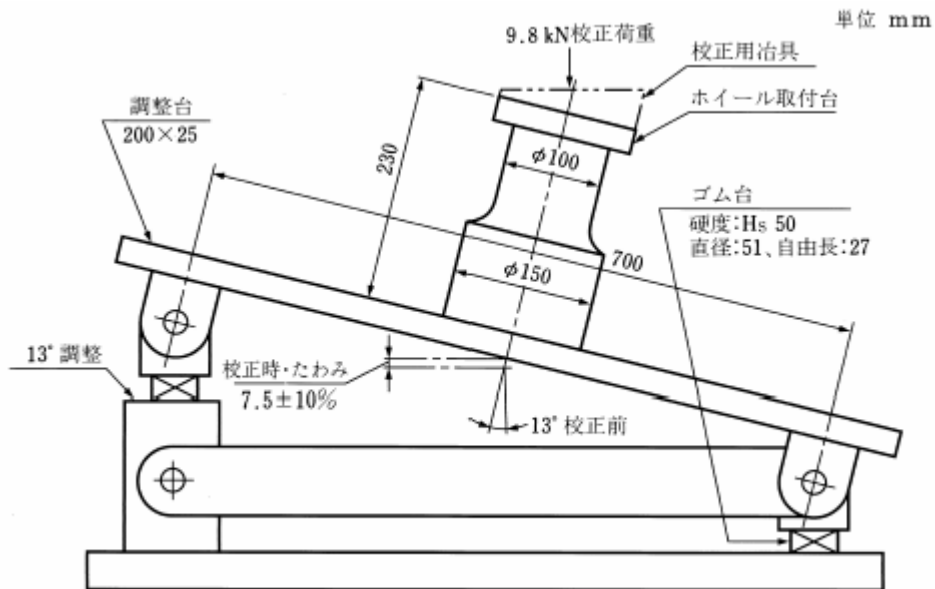 単位 mm
9.8 kN校正荷重
校正用冶具
ホイール取付台
調整台
200×25
230
φ100
ゴム台
硬度:Hs 50
直径:51、自由長:27
700
φ150
13°調整
校正時・たわみ
7.5±10%
13°校正前